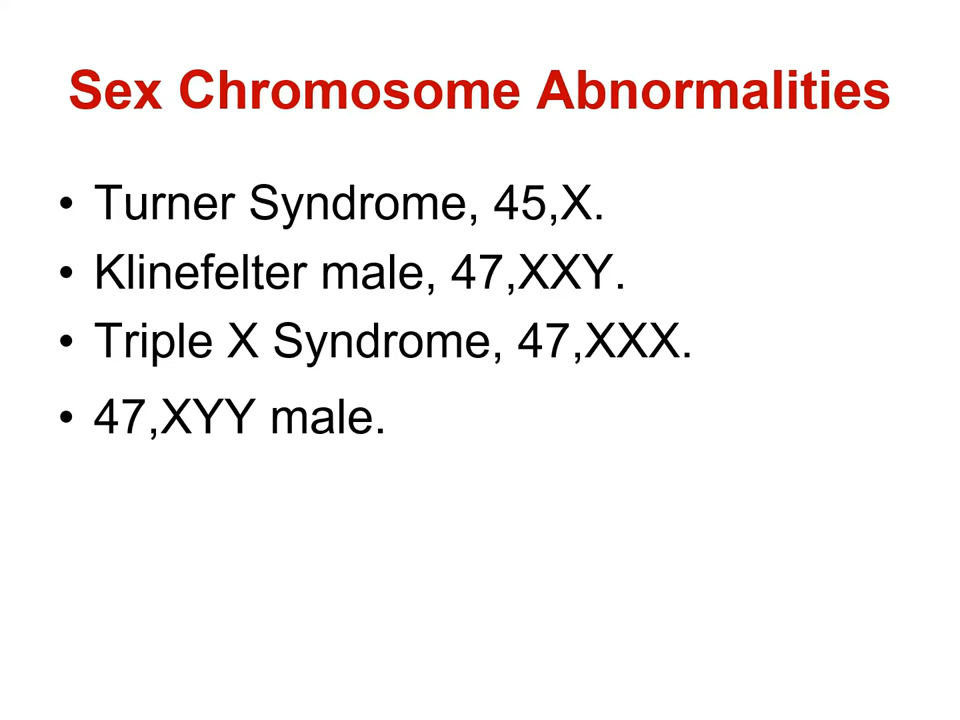 Sex Chromosome Abnormalities
• Turner Syndrome, 45,X.
• Klinefelter male, 47,XXY.
• Triple X Syndrome, 47,XXX.
• 47,XYY male.